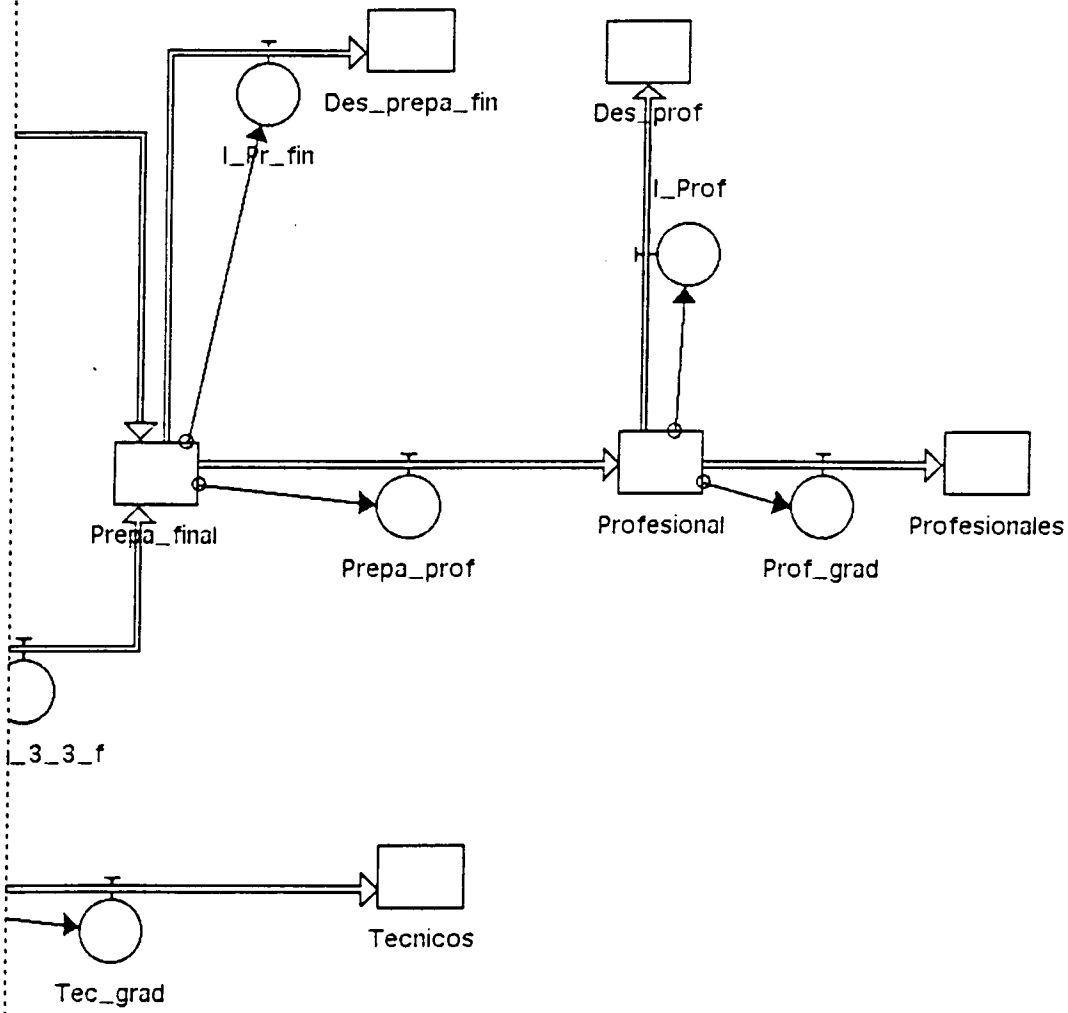 Des_prepa_fin
Des_prof
I_Pr_fin
I_Prof
Prepa_final
Profesional
Profesionales
Prepa_prof
Prof_grad
_3_3_f
Tecnicos
Tec_grad